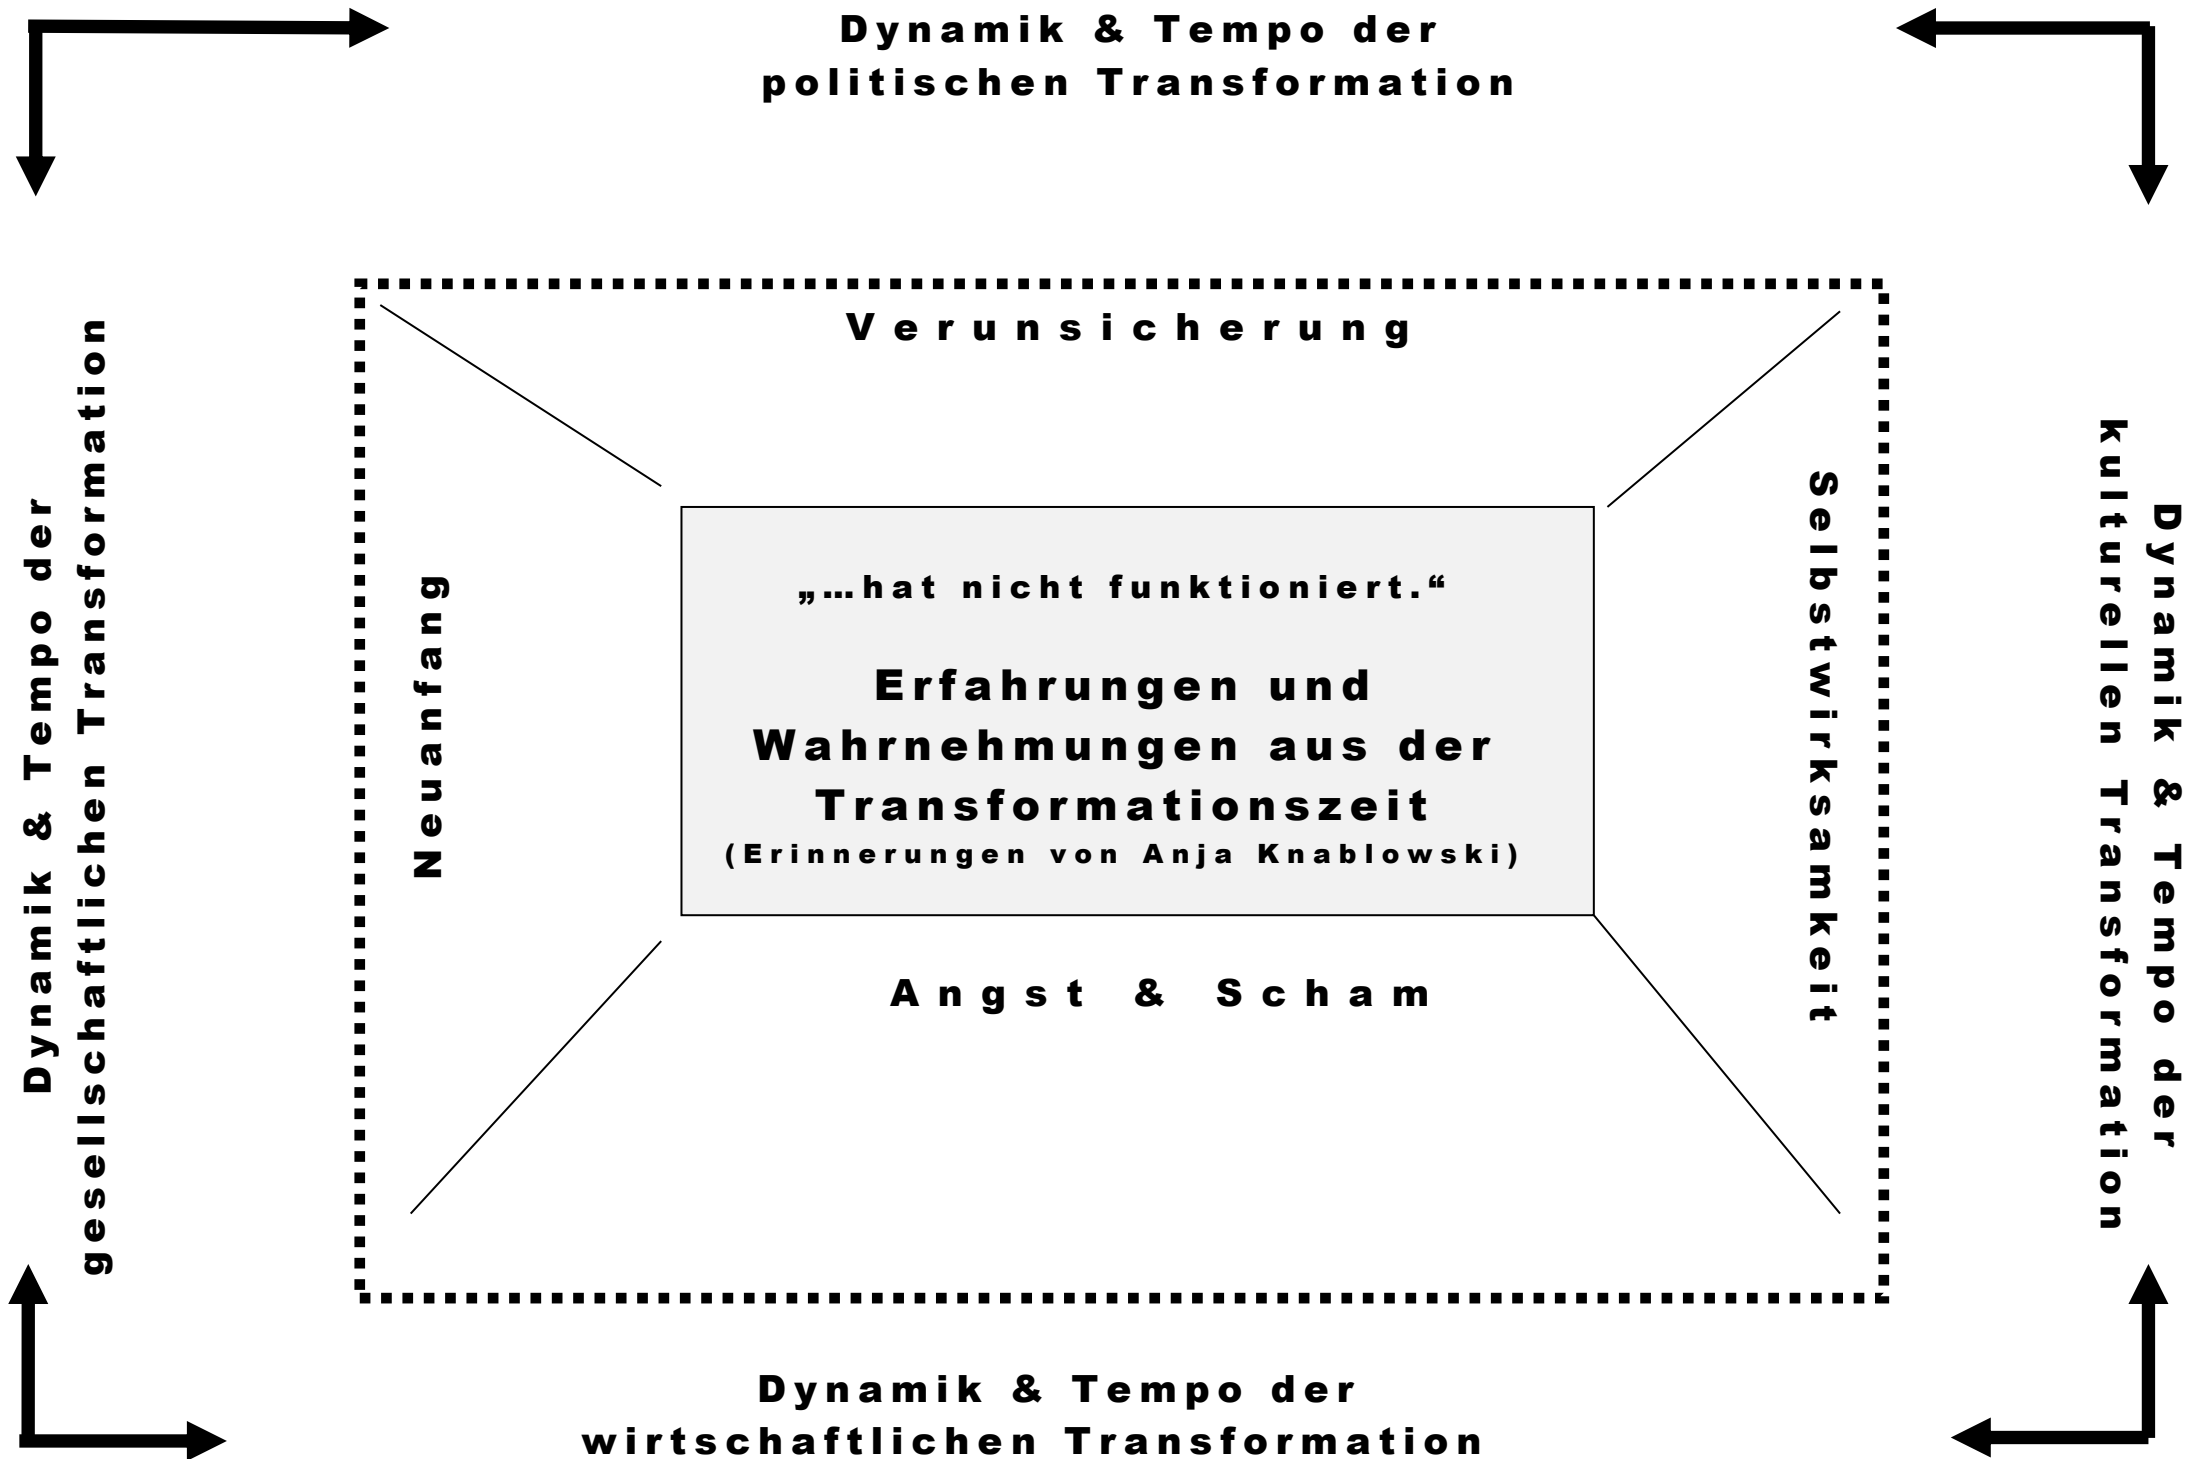 Dynamik & Tempo der
politischen Transformation
Dynamik & Tempo der
gesellschaftlichen Transformation
Verunsicherung
Neuanfang
„…hat nicht funktioniert.“
Erfahrungen und
Wahrnehmungen aus der
Transformationszeit
(Erinnerungen von Anja Knablowski)
Selbstwirksamkeit
Angst & Scham
Dynamik & Tempo der
kulturellen Transformation
Dynamik & Tempo der
wirtschaftlichen Transformation